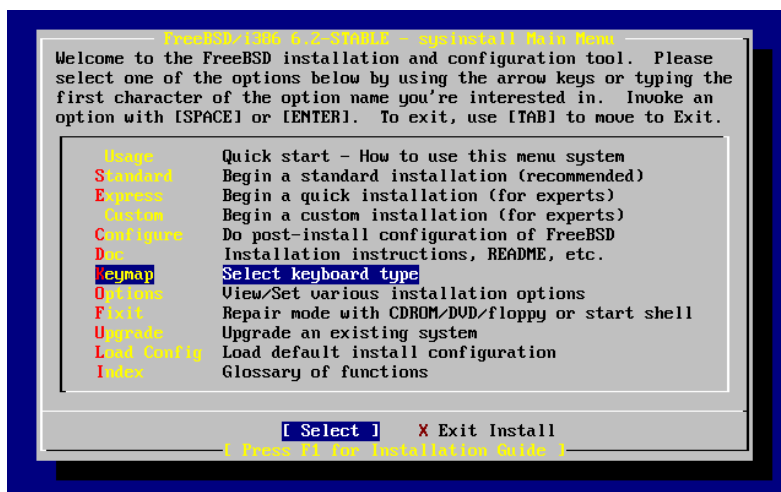 FreeBSD/i386 6.2-STABLE - sysinstall Main Menu
Welcome to the FreeBSD installation and configuration tool.  Please
select one of the options below by using the arrow keys or typing the
first character of the option name you're interested in.  Invoke an
option with [SPACE] or [ENTER].  To exit, use [TAB] to move to Exit.
Usage Quick start - How to use this menu system
Standard Begin a standard installation (recommended)
Express Begin a quick installation (for experts)
Custom Begin a custom installation (for experts)
Configure Do post-install configuration of FreeBSD
Doc Installation instructions, README, etc.
Keymap Select keyboard type
Options View/Set various installation options
Fixit Repair mode with CDROM/DVD/floppy or start shell
Upgrade Upgrade an existing system
Load Config Load default install configuration
Index Glossary of functions
[ Select ] X Exit Install
[ Press F1 for Installation Guide ]